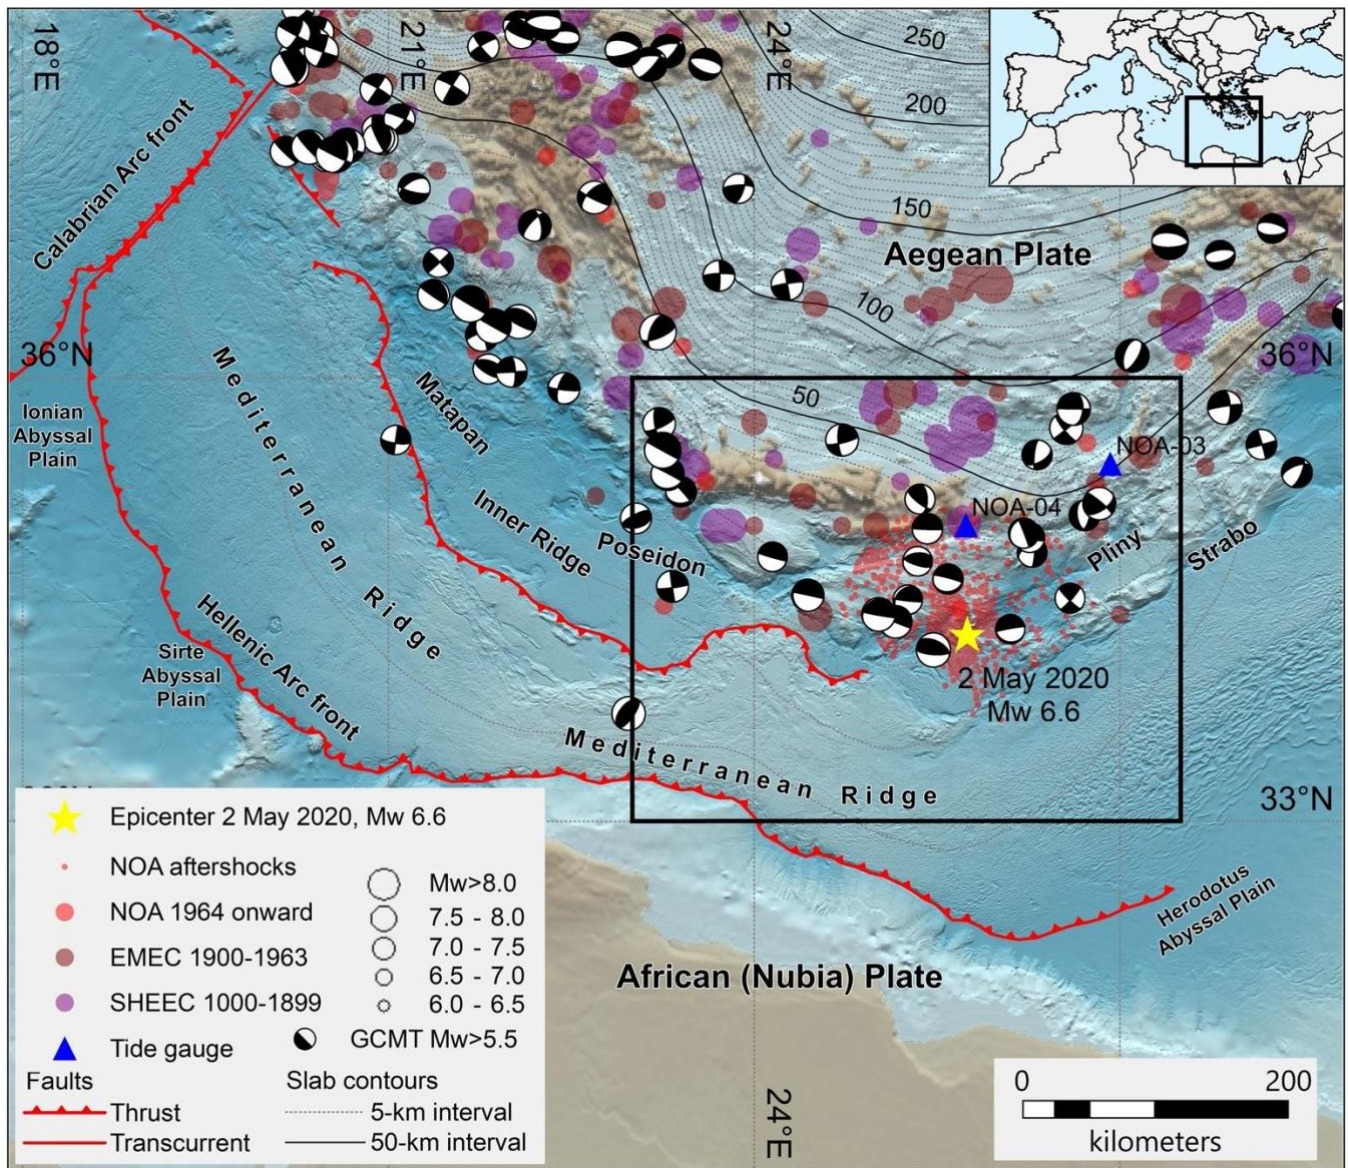 18°E
21°E
24°E
250
200
150
100
50
Calabrian Arc front
Aegean Plate
36°N
36°N
Ionian
Abyssal
Plain
Mediterranean
Ridge
Matapan
Inner Ridge
Poseidon
NOA-03
NOA-04
Pliny
Strabo
Hellenic Arc front
Sirte
Abyssal
Plain
2 May 2020
Mw 6.6
Mediterranean Ridge
33°N
Herodotus
Abyssal Plain
African (Nubia) Plate
24°E
Epicenter 2 May 2020, Mw 6.6
NOA aftershocks
NOA 1964 onward
EMEC 1900-1963
SHEEC 1000-1899
Tide gauge
Mw>8.0
7.5 - 8.0
7.0 - 7.5
6.5 - 7.0
6.0 - 6.5
GCMT Mw>5.5
Faults
Thrust
Transcurrent
Slab contours
5-km interval
50-km interval
0 200
kilometers